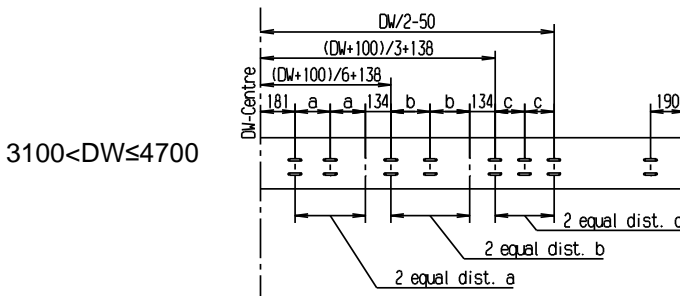 DW/2-50
(DW+100)/3+138
(DW+100)/6+138
DW-Centre
181 a a 134 b b 134 c c 190
3100<DW≤4700
2 equal dist. c
2 equal dist. b
2 equal dist. a